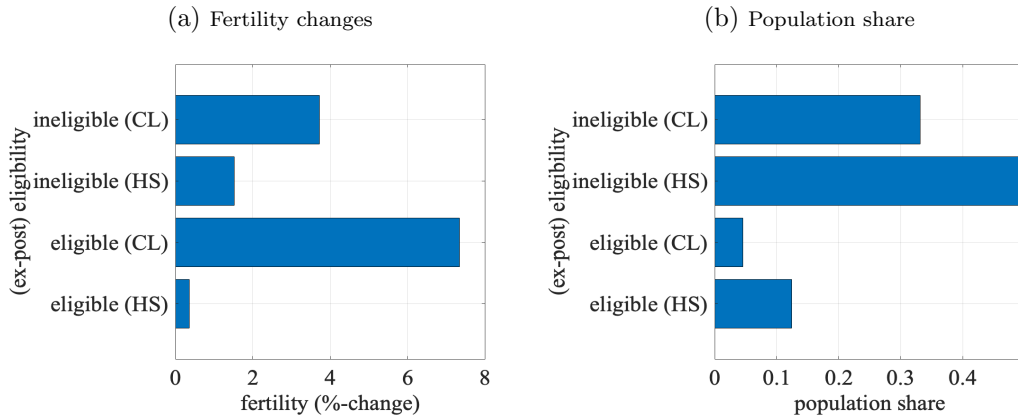 (a) Fertility changes
ineligible (CL)
ineligible (HS)
eligible (CL)
eligible (HS)
(ex-post) eligibility
0 2 4 6 8
fertility (%-change)
(b) Population share
ineligible (CL)
ineligible (HS)
eligible (CL)
eligible (HS)
(ex-post) eligibility
0 0.1 0.2 0.3 0.4
population share